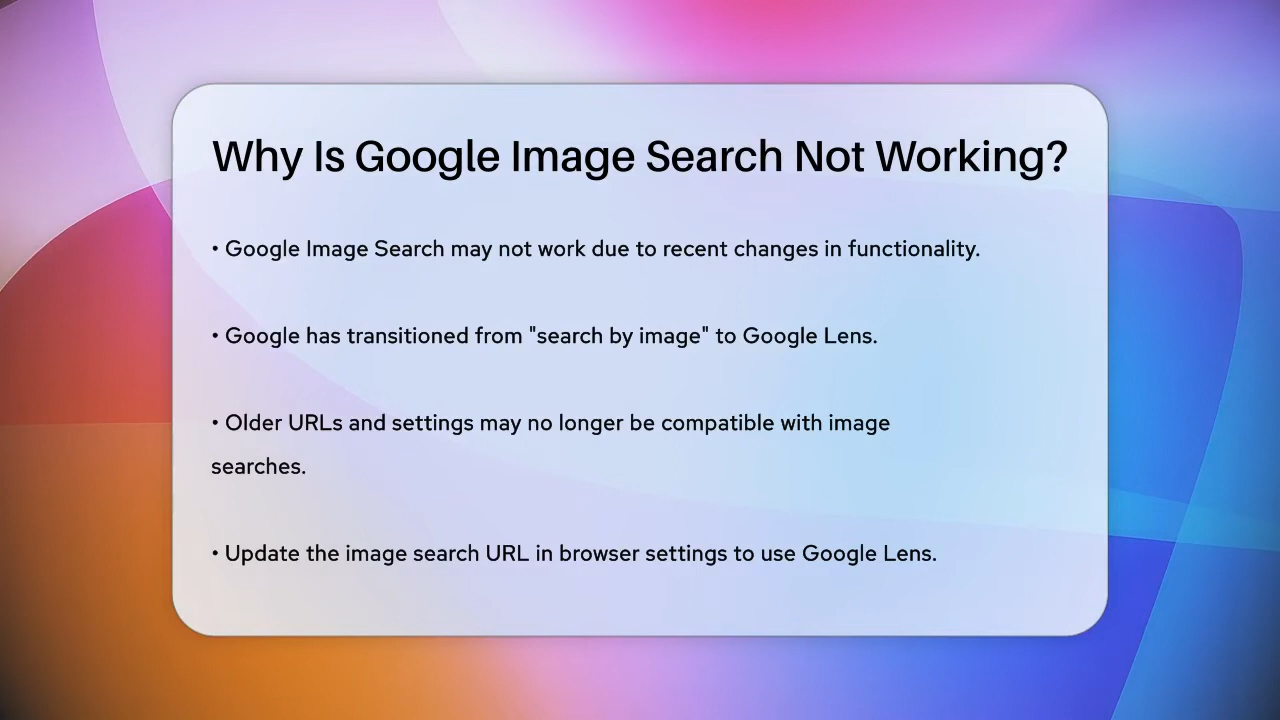 Why Is Google Image Search Not Working?
• Google Image Search may not work due to recent changes in functionality.
• Google has transitioned from "search by image" to Google Lens.
• Older URLs and settings may no longer be compatible with image
searches.
• Update the image search URL in browser settings to use Google Lens.